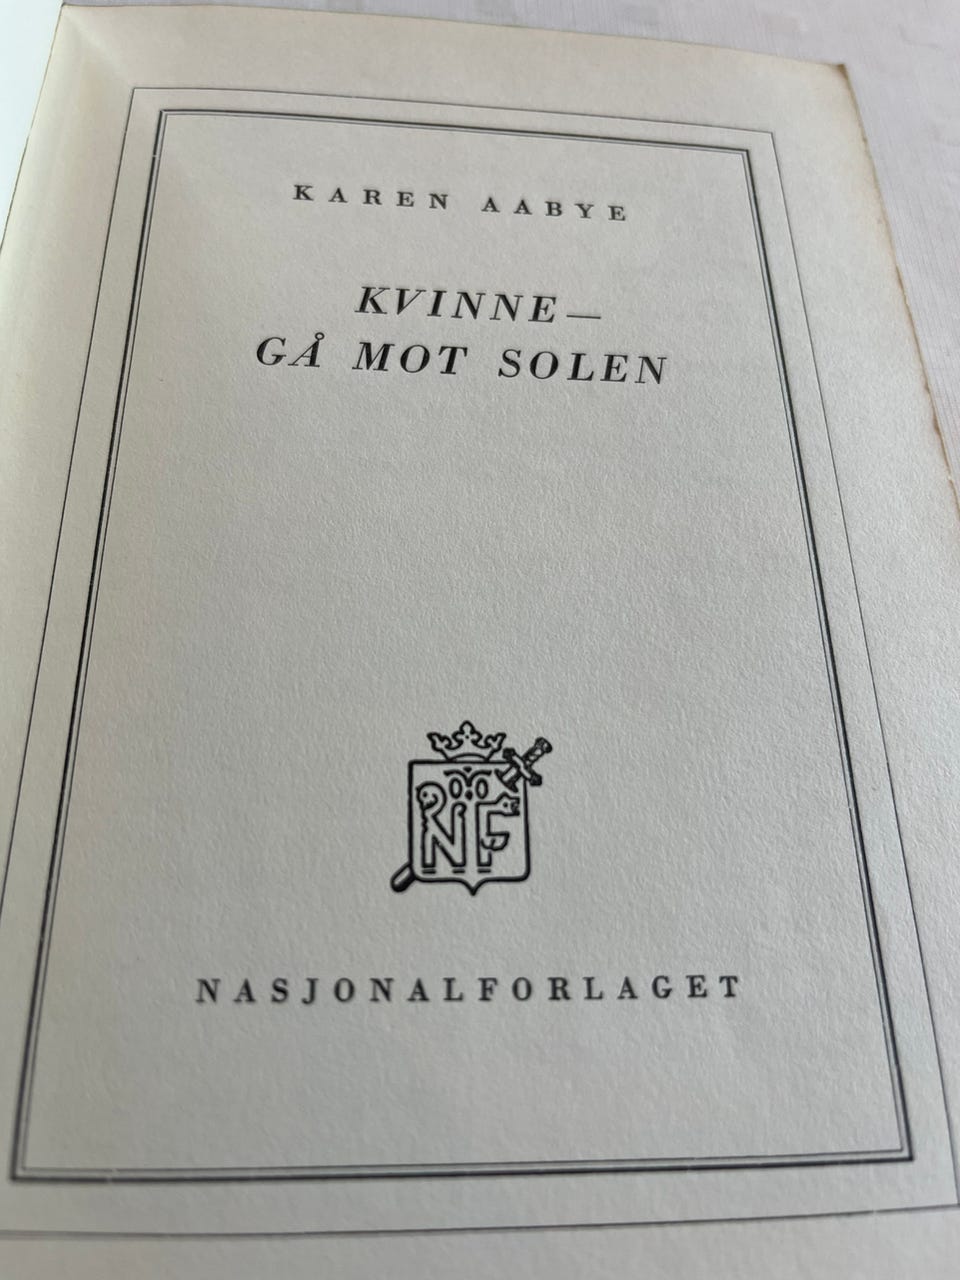 KAREN AABYE
KVINNE—
GÅ MOT SOLEN
NF
NASJONALFORLAGET